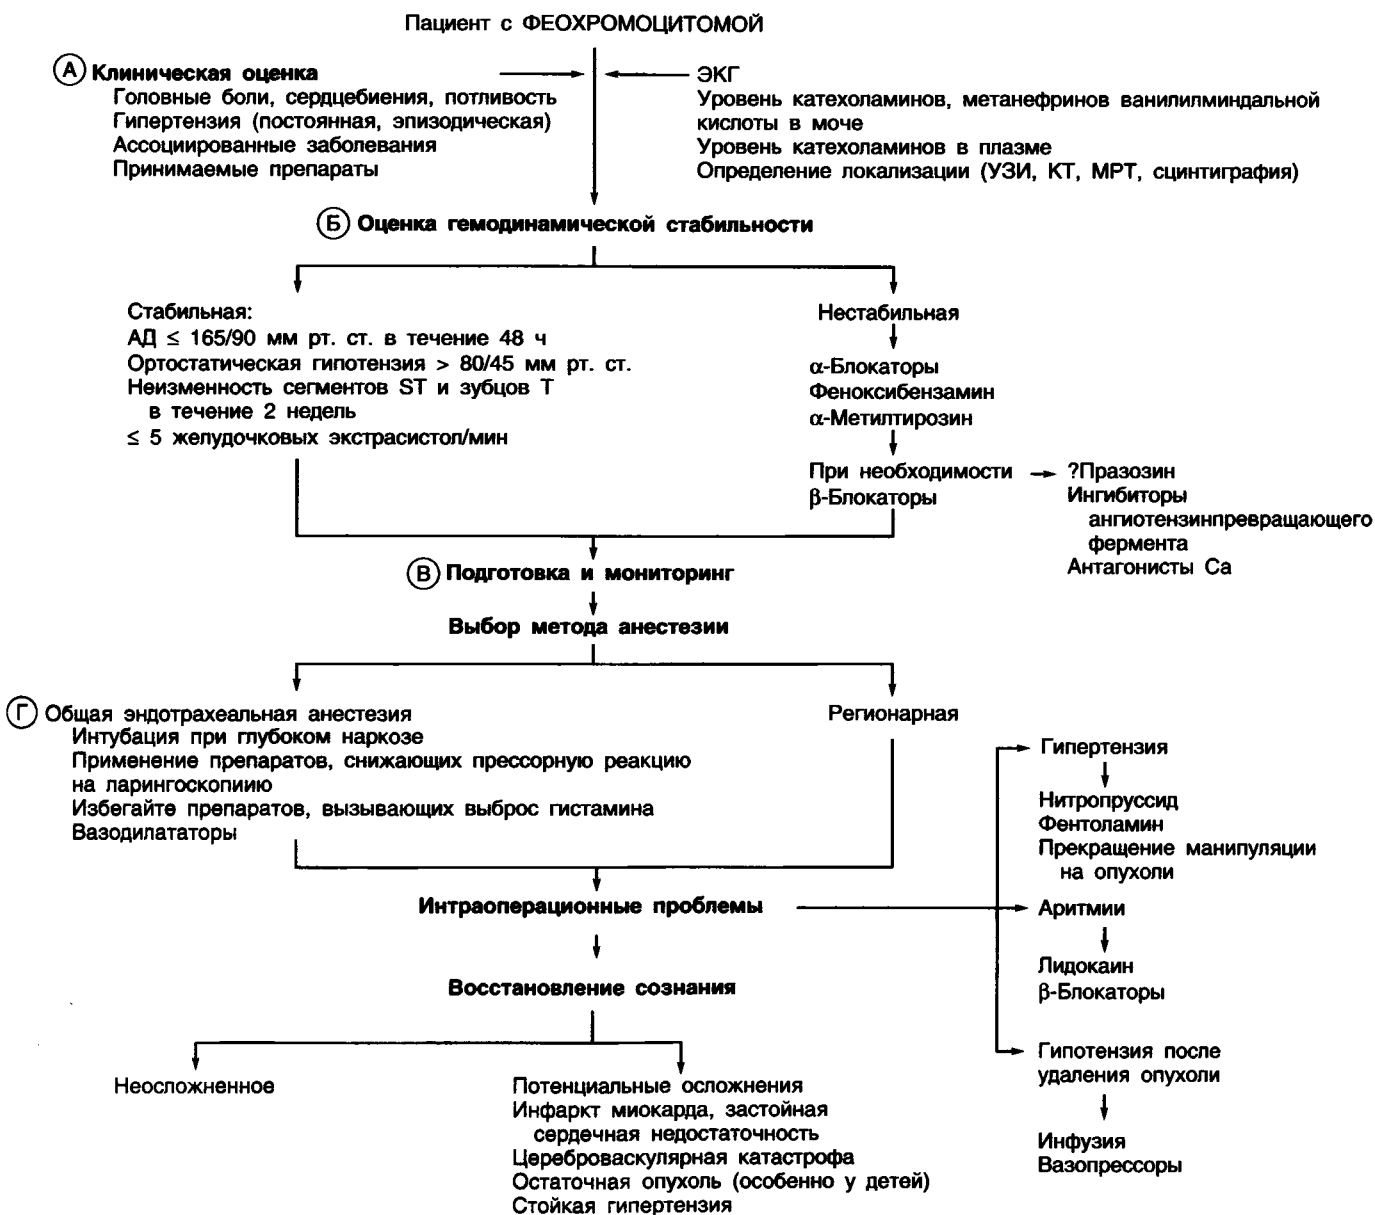 Пациент с ФЕОХРОМОЦИТОМОЙ
А Клиническая оценка
Головные боли, сердцебиения, потливость
Гипертензия (постоянная, эпизодическая)
Ассоциированные заболевания
Принимаемые препараты
ЭКГ
Уровень катехоламинов, метанефринов ванилилминдальной
кислоты в моче
Уровень катехоламинов в плазме
Определение локализации (УЗИ, КТ, МРТ, сцинтиграфия)
Б Оценка гемодинамической стабильности
Стабильная:
АД ≤ 165/90 мм рт. ст. в течение 48 ч
Ортостатическая гипотензия > 80/45 мм рт. ст.
Неизменность сегментов ST и зубцов Т
в течение 2 недель
≤ 5 желудочковых экстрасистол/мин
Нестабильная
α-Блокаторы
Феноксибензамин
α-Метилтирозин
При необходимости
β-Блокаторы
?Празозин
Ингибиторы
ангиотензинпревращающего
фермента
Антагонисты Са
В Подготовка и мониторинг
Выбор метода анестезии
Г Общая эндотрахеальная анестезия
Интубация при глубоком наркозе
Применение препаратов, снижающих прессорную реакцию
на ларингоскопиию
Избегайте препаратов, вызывающих выброс гистамина
Вазодилататоры
Регионарная
Интраоперационные проблемы
Гипертензия
Нитропруссид
Фентоламин
Прекращение манипуляции
на опухоли
Аритмии
Лидокаин
β-Блокаторы
Гипотензия после
удаления опухоли
Инфузия
Вазопрессоры
Восстановление сознания
Неосложненное
Потенциальные осложнения
Инфаркт миокарда, застойная
сердечная недостаточность
Цереброваскулярная катастрофа
Остаточная опухоль (особенно у детей)
Стойкая гипертензия